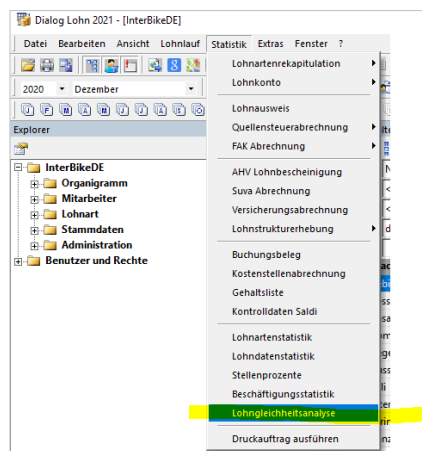 Dialog Lohn 2021 - [InterBikeDE]
Datei Bearbeiten Ansicht Lohnlauf Statistik Extras Fenster ?
2020 Dezember
Explorer
InterBikeDE
Organigramm
Mitarbeiter
Lohnart
Stammdaten
Administration
Benutzer und Rechte
Lohnartenrekapitulation
Lohnkonto
Lohnausweis
Quellensteuerabrechnung
FAK Abrechnung
AHV Lohnbescheinigung
Suva Abrechnung
Versicherungsabrechnung
Lohnstrukturerhebung
Buchungsbeleg
Kostenstellenabrechnung
Gehaltsliste
Kontrolldaten Saldi
Lohnartenstatistik
Lohndatenstatistik
Stellenprozente
Beschäftigungsstatistik
Lohngleichheitsanalyse
Druckauftrag ausführen